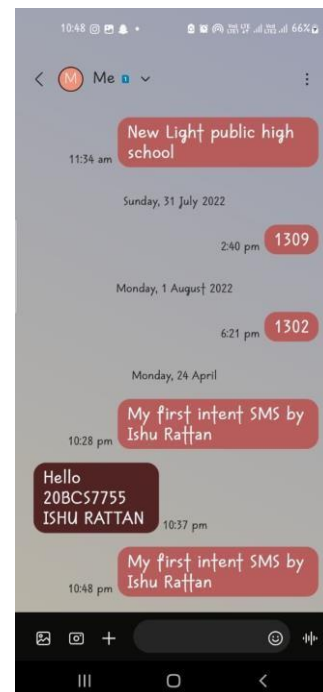 10:48
66%
Me 1
New Light public high
school
11:34 am
Sunday, 31 July 2022
1309
2:40 pm
Monday, 1 August 2022
1302
6:21 pm
Monday, 24 April
My first intent SMS by
Ishu Rattan
10:28 pm
Hello
20BCS7755
ISHU RATTAN
10:37 pm
My first intent SMS by
Ishu Rattan
10:48 pm